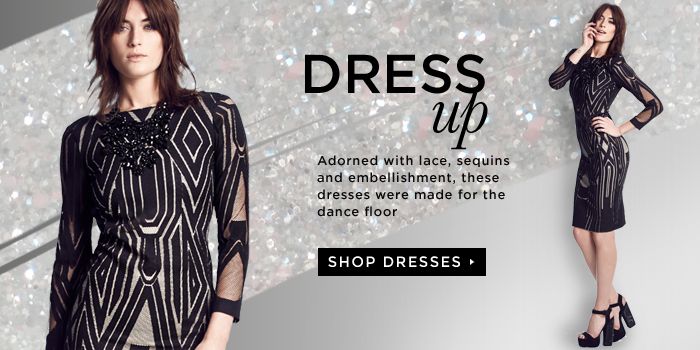 DRESS
up
Adorned with lace, sequins
and embellishment, these
dresses were made for the
dance floor
SHOP DRESSES